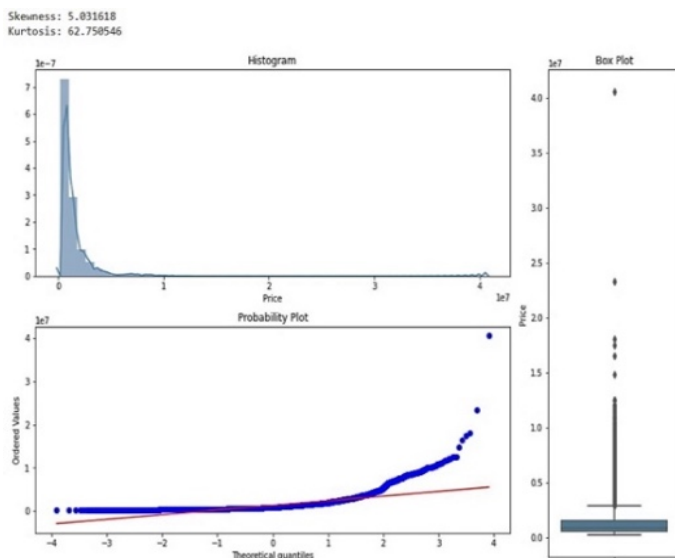 Skewness: 5.031618
Kurtosis: 62.750546
Histogram
1e-7
7
6
5
4
3
2
1
0
0
1
2
3
4
Price
1e7
Probability Plot
1e7
Ordered Values
4
3
2
1
0
−4
−3
−2
−1
0
1
2
3
4
Theoretical quantiles
Box Plot
1e7
Price
4.0
3.5
3.0
2.5
2.0
1.5
1.0
0.5
0.0